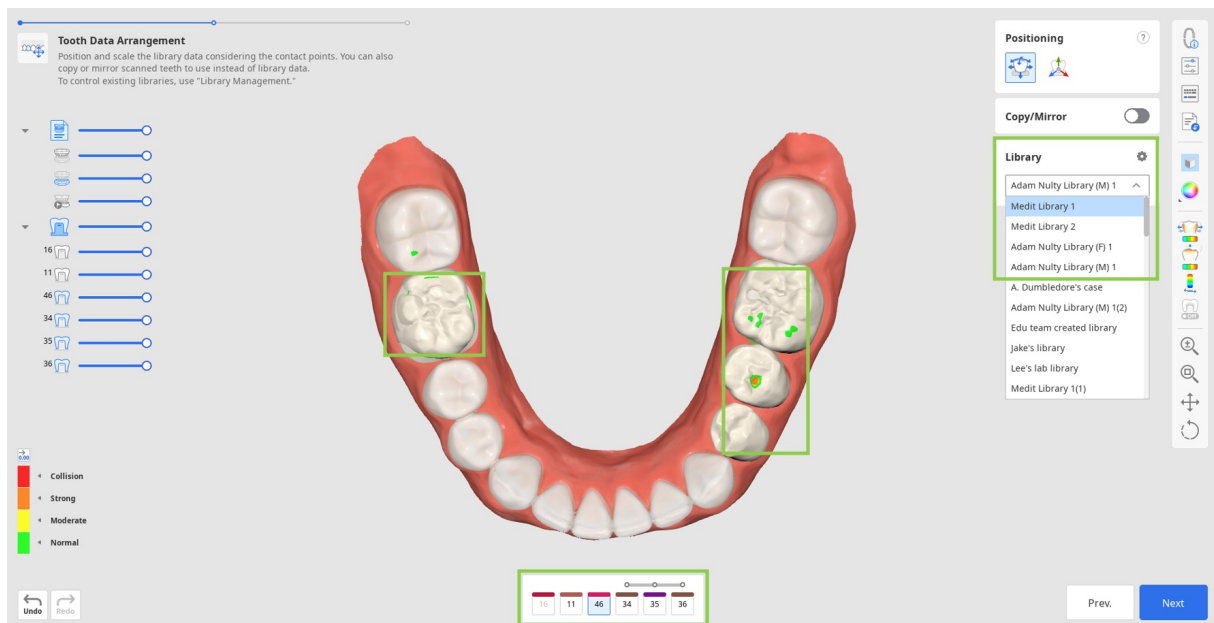 Tooth Data Arrangement
Position and scale the library data considering the contact points. You can also
copy or mirror scanned teeth to use instead of library data.
To control existing libraries, use "Library Management."
16
11
46
34
35
36
0.00
Collision
Strong
Moderate
Normal
Undo
Redo
16
11
46
34
35
36
Positioning
?
Copy/Mirror
Library
Adam Nulty Library (M) 1
Medit Library 1
Medit Library 2
Adam Nulty Library (F) 1
Adam Nulty Library (M) 1
A. Dumbledore's case
Adam Nulty Library (M) 1(2)
Edu team created library
Jake's library
Lee's lab library
Medit Library 1(1)
Prev.
Next